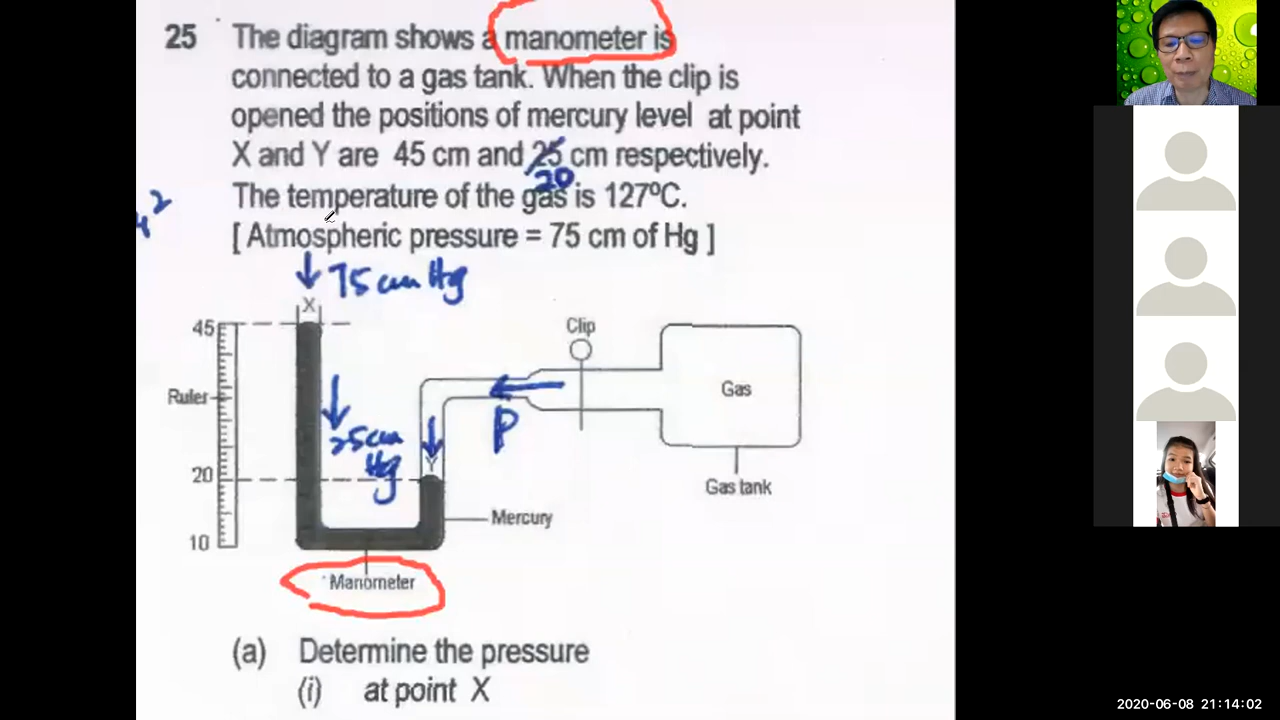 25 The diagram shows a manometer is
connected to a gas tank. When the clip is
opened the positions of mercury level at point
X and Y are 45 cm and 25 cm respectively.
20
The temperature of the gas is 127ºC.
[ Atmospheric pressure = 75 cm of Hg ]
75 cm Hg
X
45
Clip
Ruler
Gas
P
25 cm
Hg
Y
20
Gas tank
Mercury
10
Manometer
(a) Determine the pressure
(i) at point X
2020-06-08 21:14:02